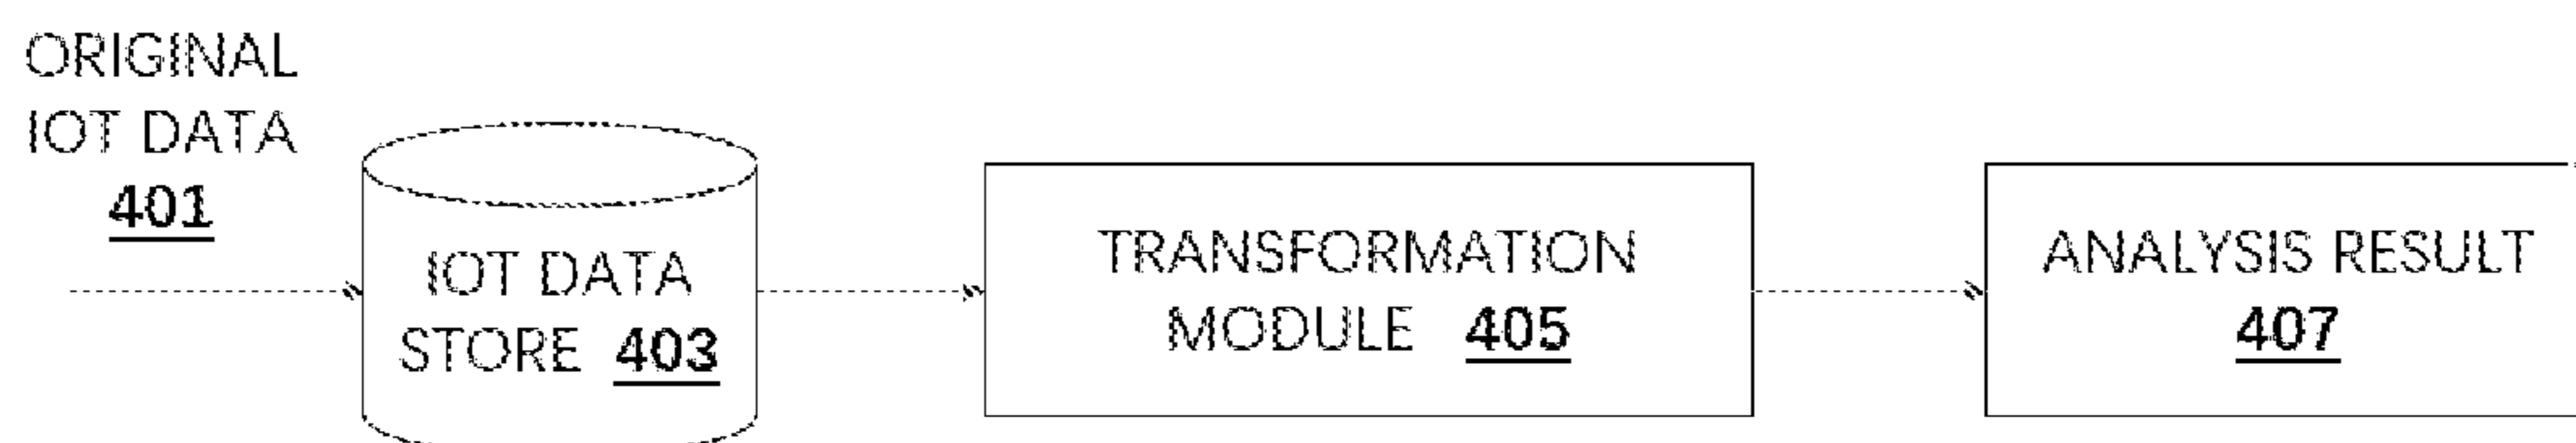 ORIGINAL
IOT DATA
401
IOT DATA
STORE 403
TRANSFORMATION
MODULE 405
ANALYSIS RESULT
407